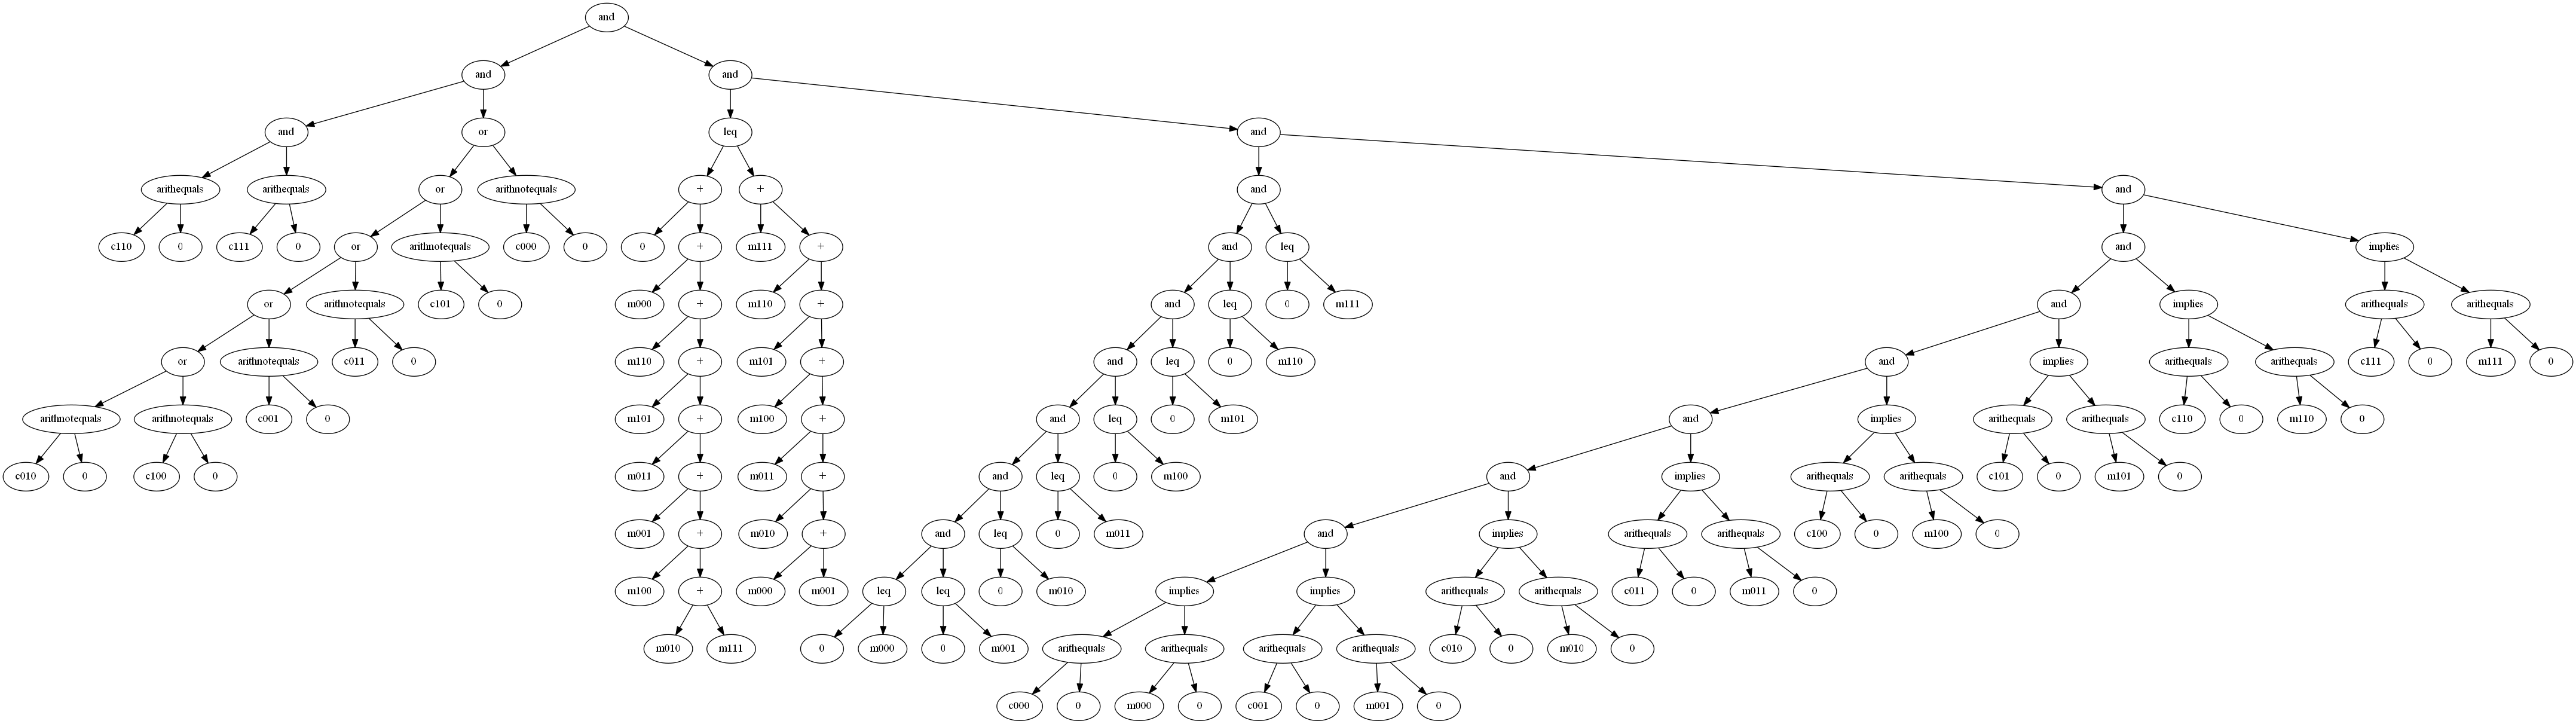 and
and and
and or leq and
arithequals arithequals or arithnotequals + + and and
c110 0 c111 0 or arithnotequals c000 0 0 + m111 + and leq and implies
or arithnotequals c101 0 m000 + m110 + and leq 0 m111 and implies arithequals arithequals
or arithnotequals c011 0 m110 + m101 + and leq 0 m110 and implies arithequals arithequals c111 0 m111 0
arithnotequals arithnotequals c001 0 m101 + m100 + and leq 0 m101 and implies arithequals arithequals c110 0 m110 0
c010 0 c100 0 m011 + m011 + and leq 0 m100 and implies arithequals arithequals c101 0 m101 0
m001 + m010 + and leq 0 m011 and implies arithequals arithequals c100 0 m100 0
m100 + m000 m001 leq leq 0 m010 implies implies arithequals arithequals c011 0 m011 0
m010 m111 0 m000 0 m001 arithequals arithequals arithequals arithequals c010 0 m010 0
c000 0 m000 0 c001 0 m001 0